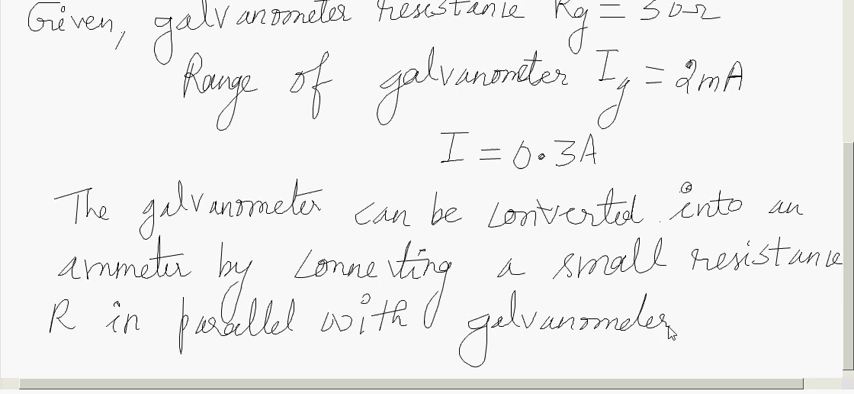 Given, galvanometer resistance Rg = 30Ω
Range of galvanometer Ig = 2mA
I = 0.3A
The galvanometer can be converted into an
ammeter by connecting a small resistance
R in parallel with galvanometer